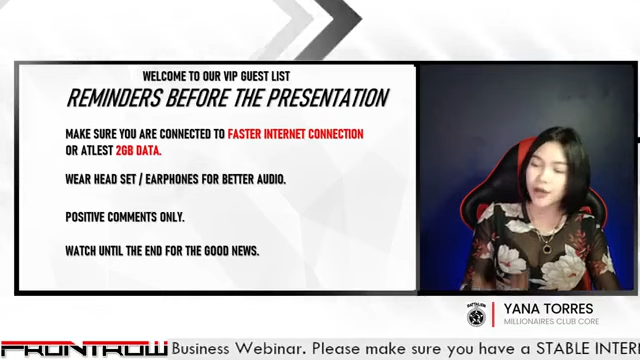 WELCOME TO OUR VIP GUEST LIST
REMINDERS BEFORE THE PRESENTATION
MAKE SURE YOU ARE CONNECTED TO FASTER INTERNET CONNECTION
OR ATLEST 2GB DATA.
WEAR HEAD SET / EARPHONES FOR BETTER AUDIO.
POSITIVE COMMENTS ONLY.
WATCH UNTIL THE END FOR THE GOOD NEWS.
BATTALION
YANA TORRES
MILLIONAIRES CLUB CORE
FRONTROW Business Webinar. Please make sure you have a STABLE INTER